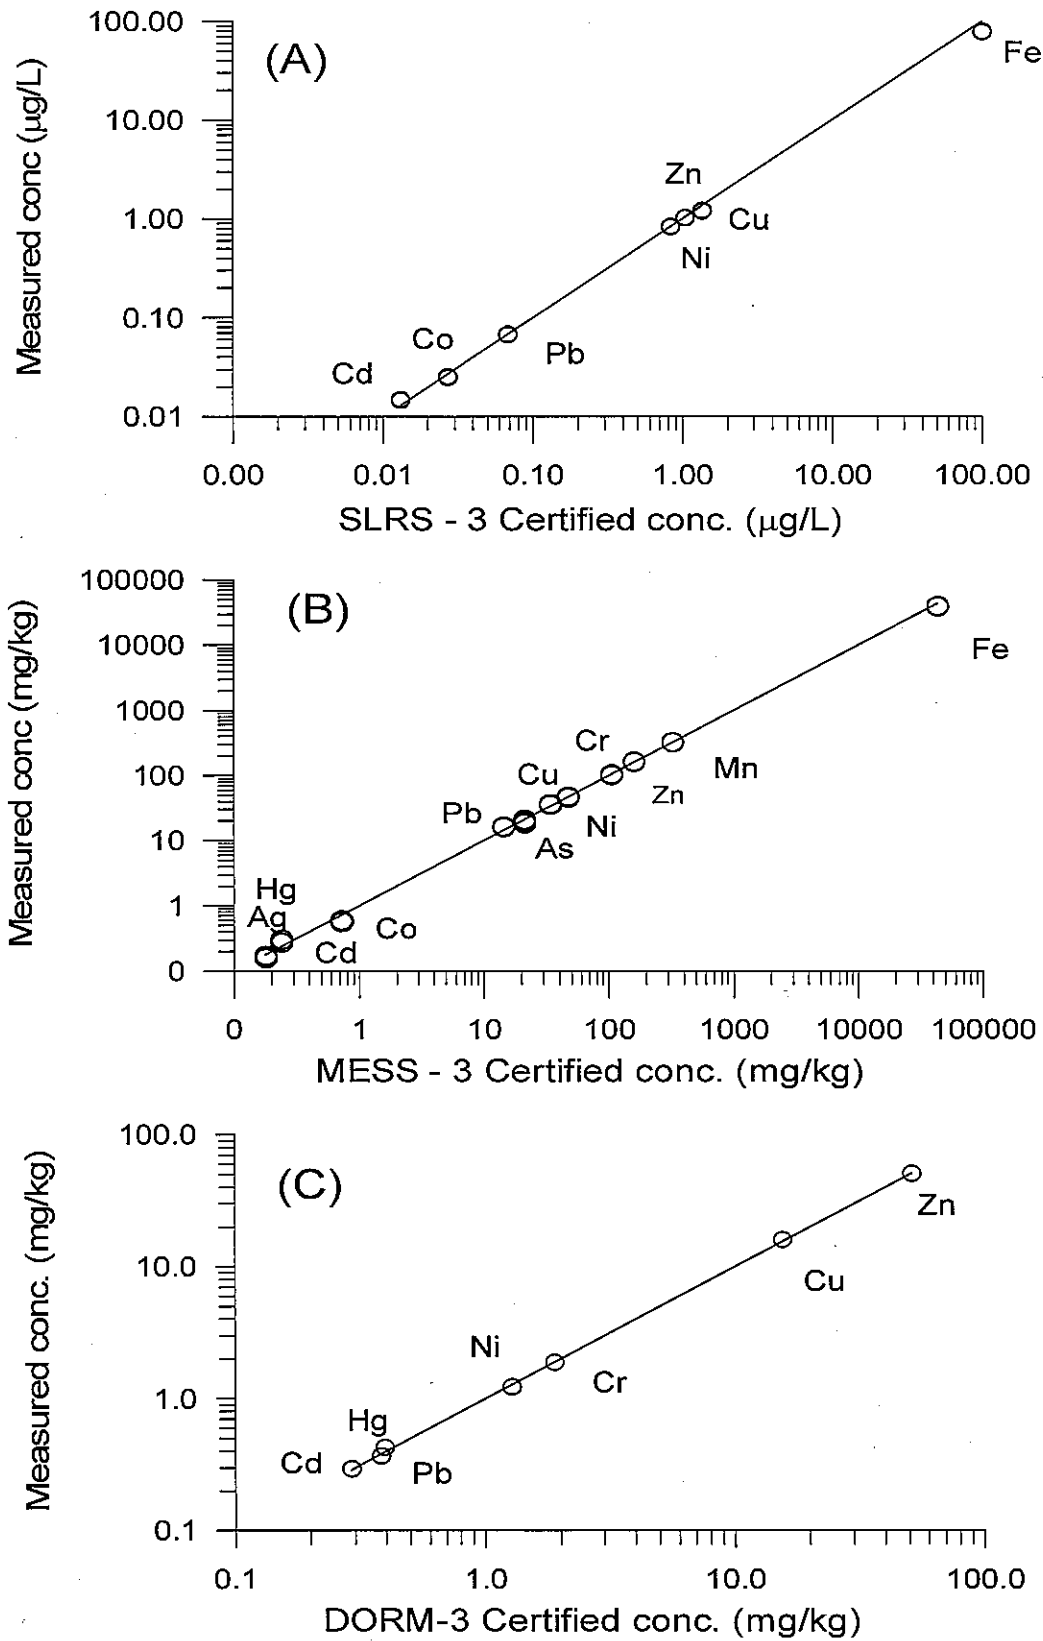 100.00
(A)
Fe
10.00
Zn
1.00
Cu
Ni
0.10
Co
Pb
Cd
0.01
Measured conc (µg/L)
0.00 0.01 0.10 1.00 10.00 100.00
SLRS - 3 Certified conc. (µg/L)
100000
(B)
10000
Fe
1000
Cr
Mn
100
Cu
Zn
Pb
Ni
10
As
Hg
1
Ag
Co
Cd
0
Measured conc (mg/kg)
0 1 10 100 1000 10000 100000
MESS - 3 Certified conc. (mg/kg)
100.0
(C)
Zn
10.0
Cu
Ni
Cr
1.0
Hg
Cd
Pb
0.1
Measured conc. (mg/kg)
0.1 1.0 10.0 100.0
DORM-3 Certified conc. (mg/kg)